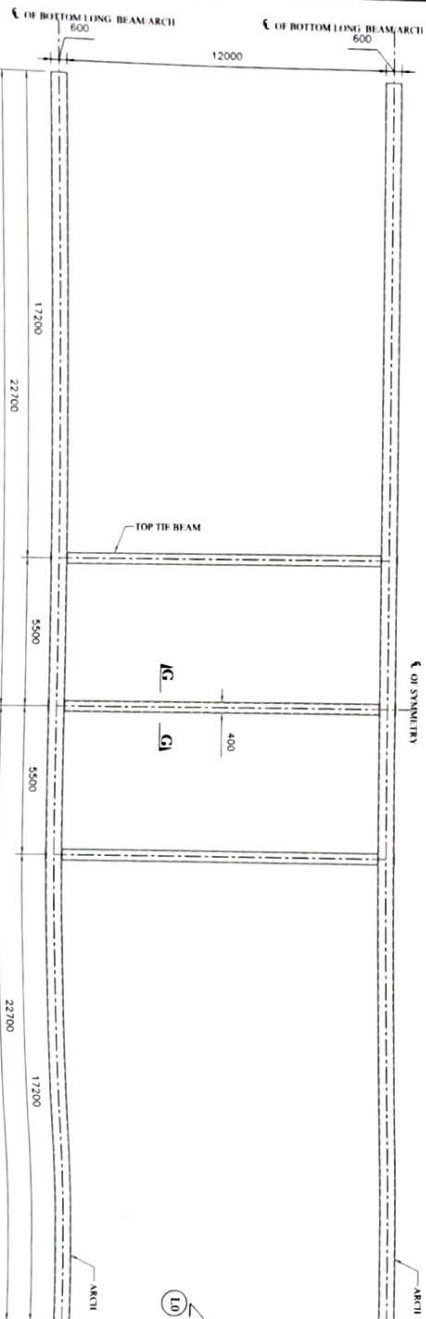 ℄ OF BOTTOM LONG BEAM/ARCH
600
12000
℄ OF BOTTOM LONG BEAM/ARCH
600
17200
22700
TOP TIE BEAM
5500
G
G
400
℄ OF SYMMETRY
5500
22700
17200
ARCH
ARCH
L0